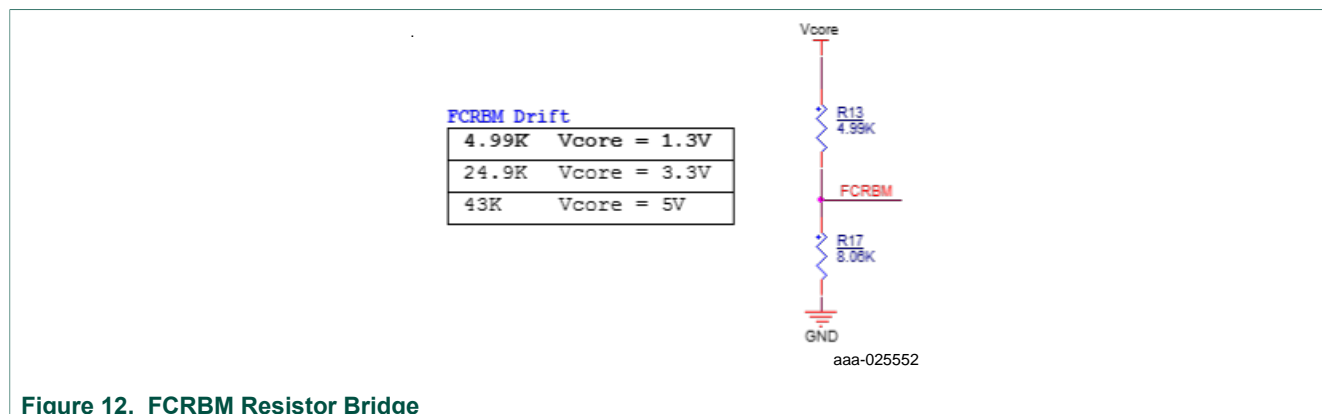 Vcore
FCRBM Drift
4.99K Vcore = 1.3V
24.9K Vcore = 3.3V
43K Vcore = 5V
R13
4.99K
FCRBM
R17
8.06K
GND
aaa-025552
Figure 12. FCRBM Resistor Bridge